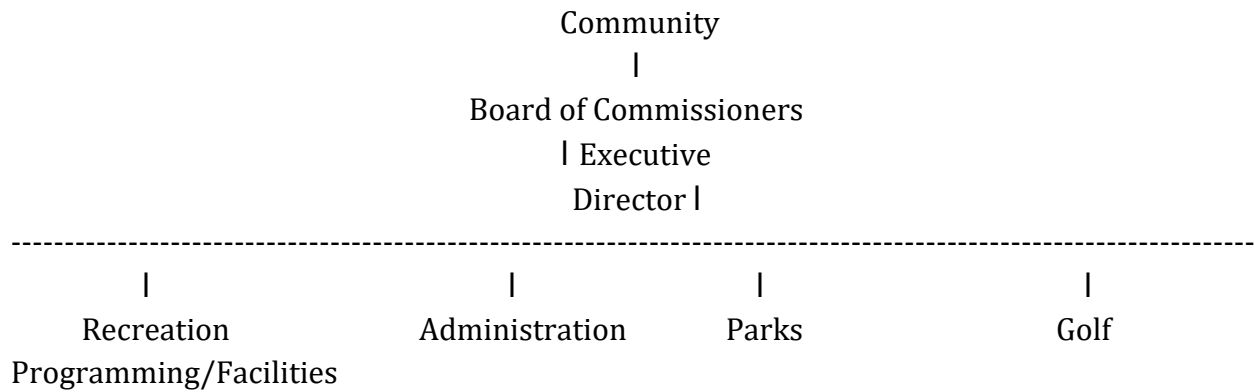 Community
|
Board of Commissioners
| Executive
Director |
----------------------------------------------------------------------------------------------------------------------
| | | |
Recreation Administration Parks Golf
Programming/Facilities